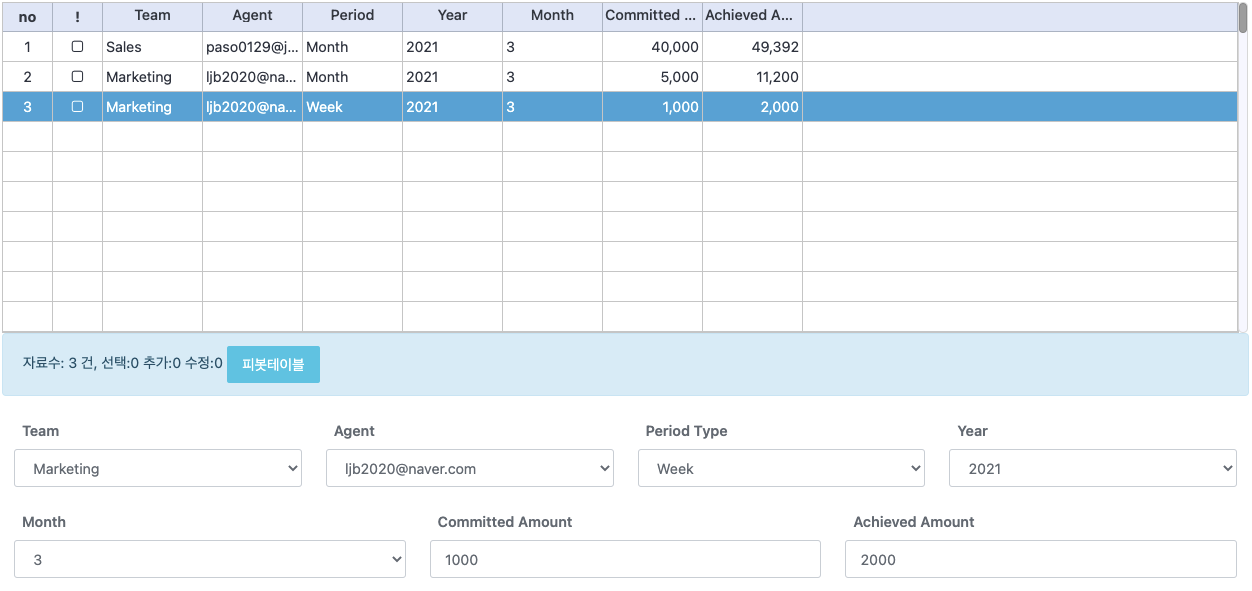 no ! Team Agent Period Year Month Committed ... Achieved A...
1 Sales paso0129@j... Month 2021 3 40,000 49,392
2 Marketing ljb2020@na... Month 2021 3 5,000 11,200
3 Marketing ljb2020@na... Week 2021 3 1,000 2,000
자료수: 3 건, 선택:0 추가:0 수정:0 피봇테이블
Team Agent Period Type Year
Marketing ljb2020@naver.com Week 2021
Month Committed Amount Achieved Amount
3 1000 2000